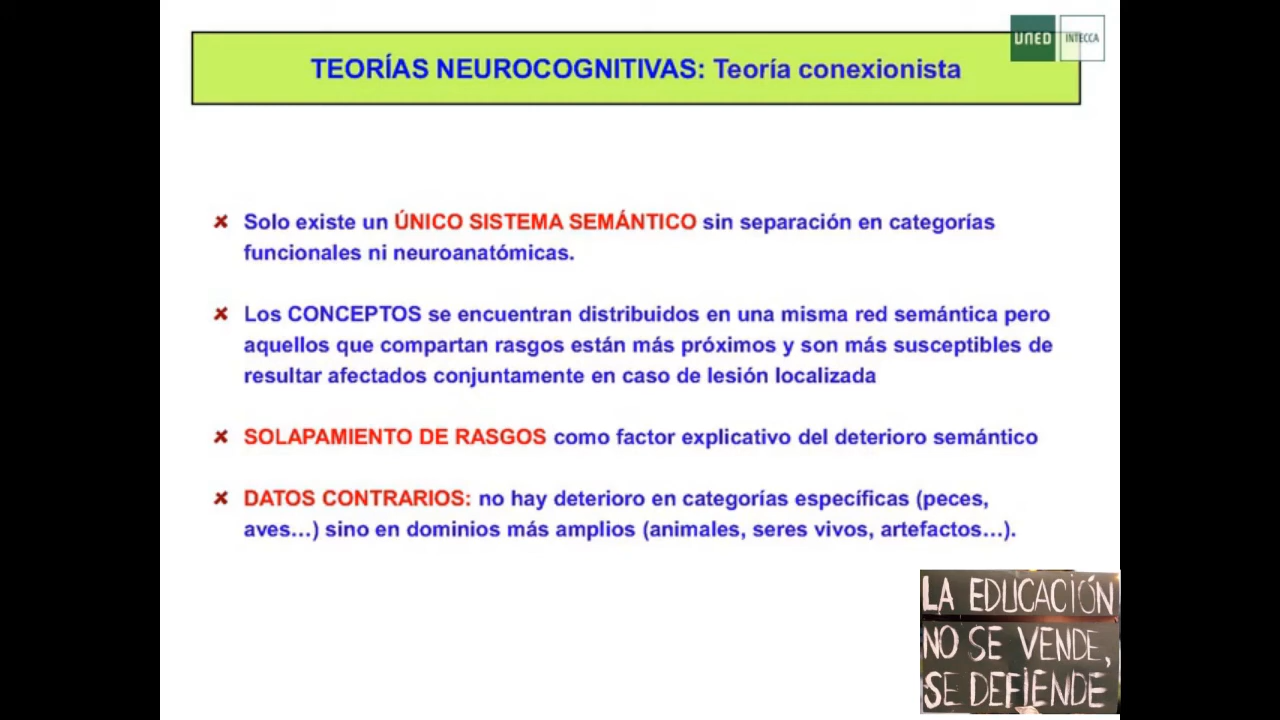 UNED INTECCA
TEORÍAS NEUROCOGNITIVAS: Teoría conexionista
Solo existe un ÚNICO SISTEMA SEMÁNTICO sin separación en categorías
funcionales ni neuroanatómicas.
Los CONCEPTOS se encuentran distribuidos en una misma red semántica pero
aquellos que compartan rasgos están más próximos y son más susceptibles de
resultar afectados conjuntamente en caso de lesión localizada
SOLAPAMIENTO DE RASGOS como factor explicativo del deterioro semántico
DATOS CONTRARIOS: no hay deterioro en categorías específicas (peces,
aves...) sino en dominios más amplios (animales, seres vivos, artefactos...).
LA EDUCACIÓN
NO SE VENDE,
SE DEFIENDE